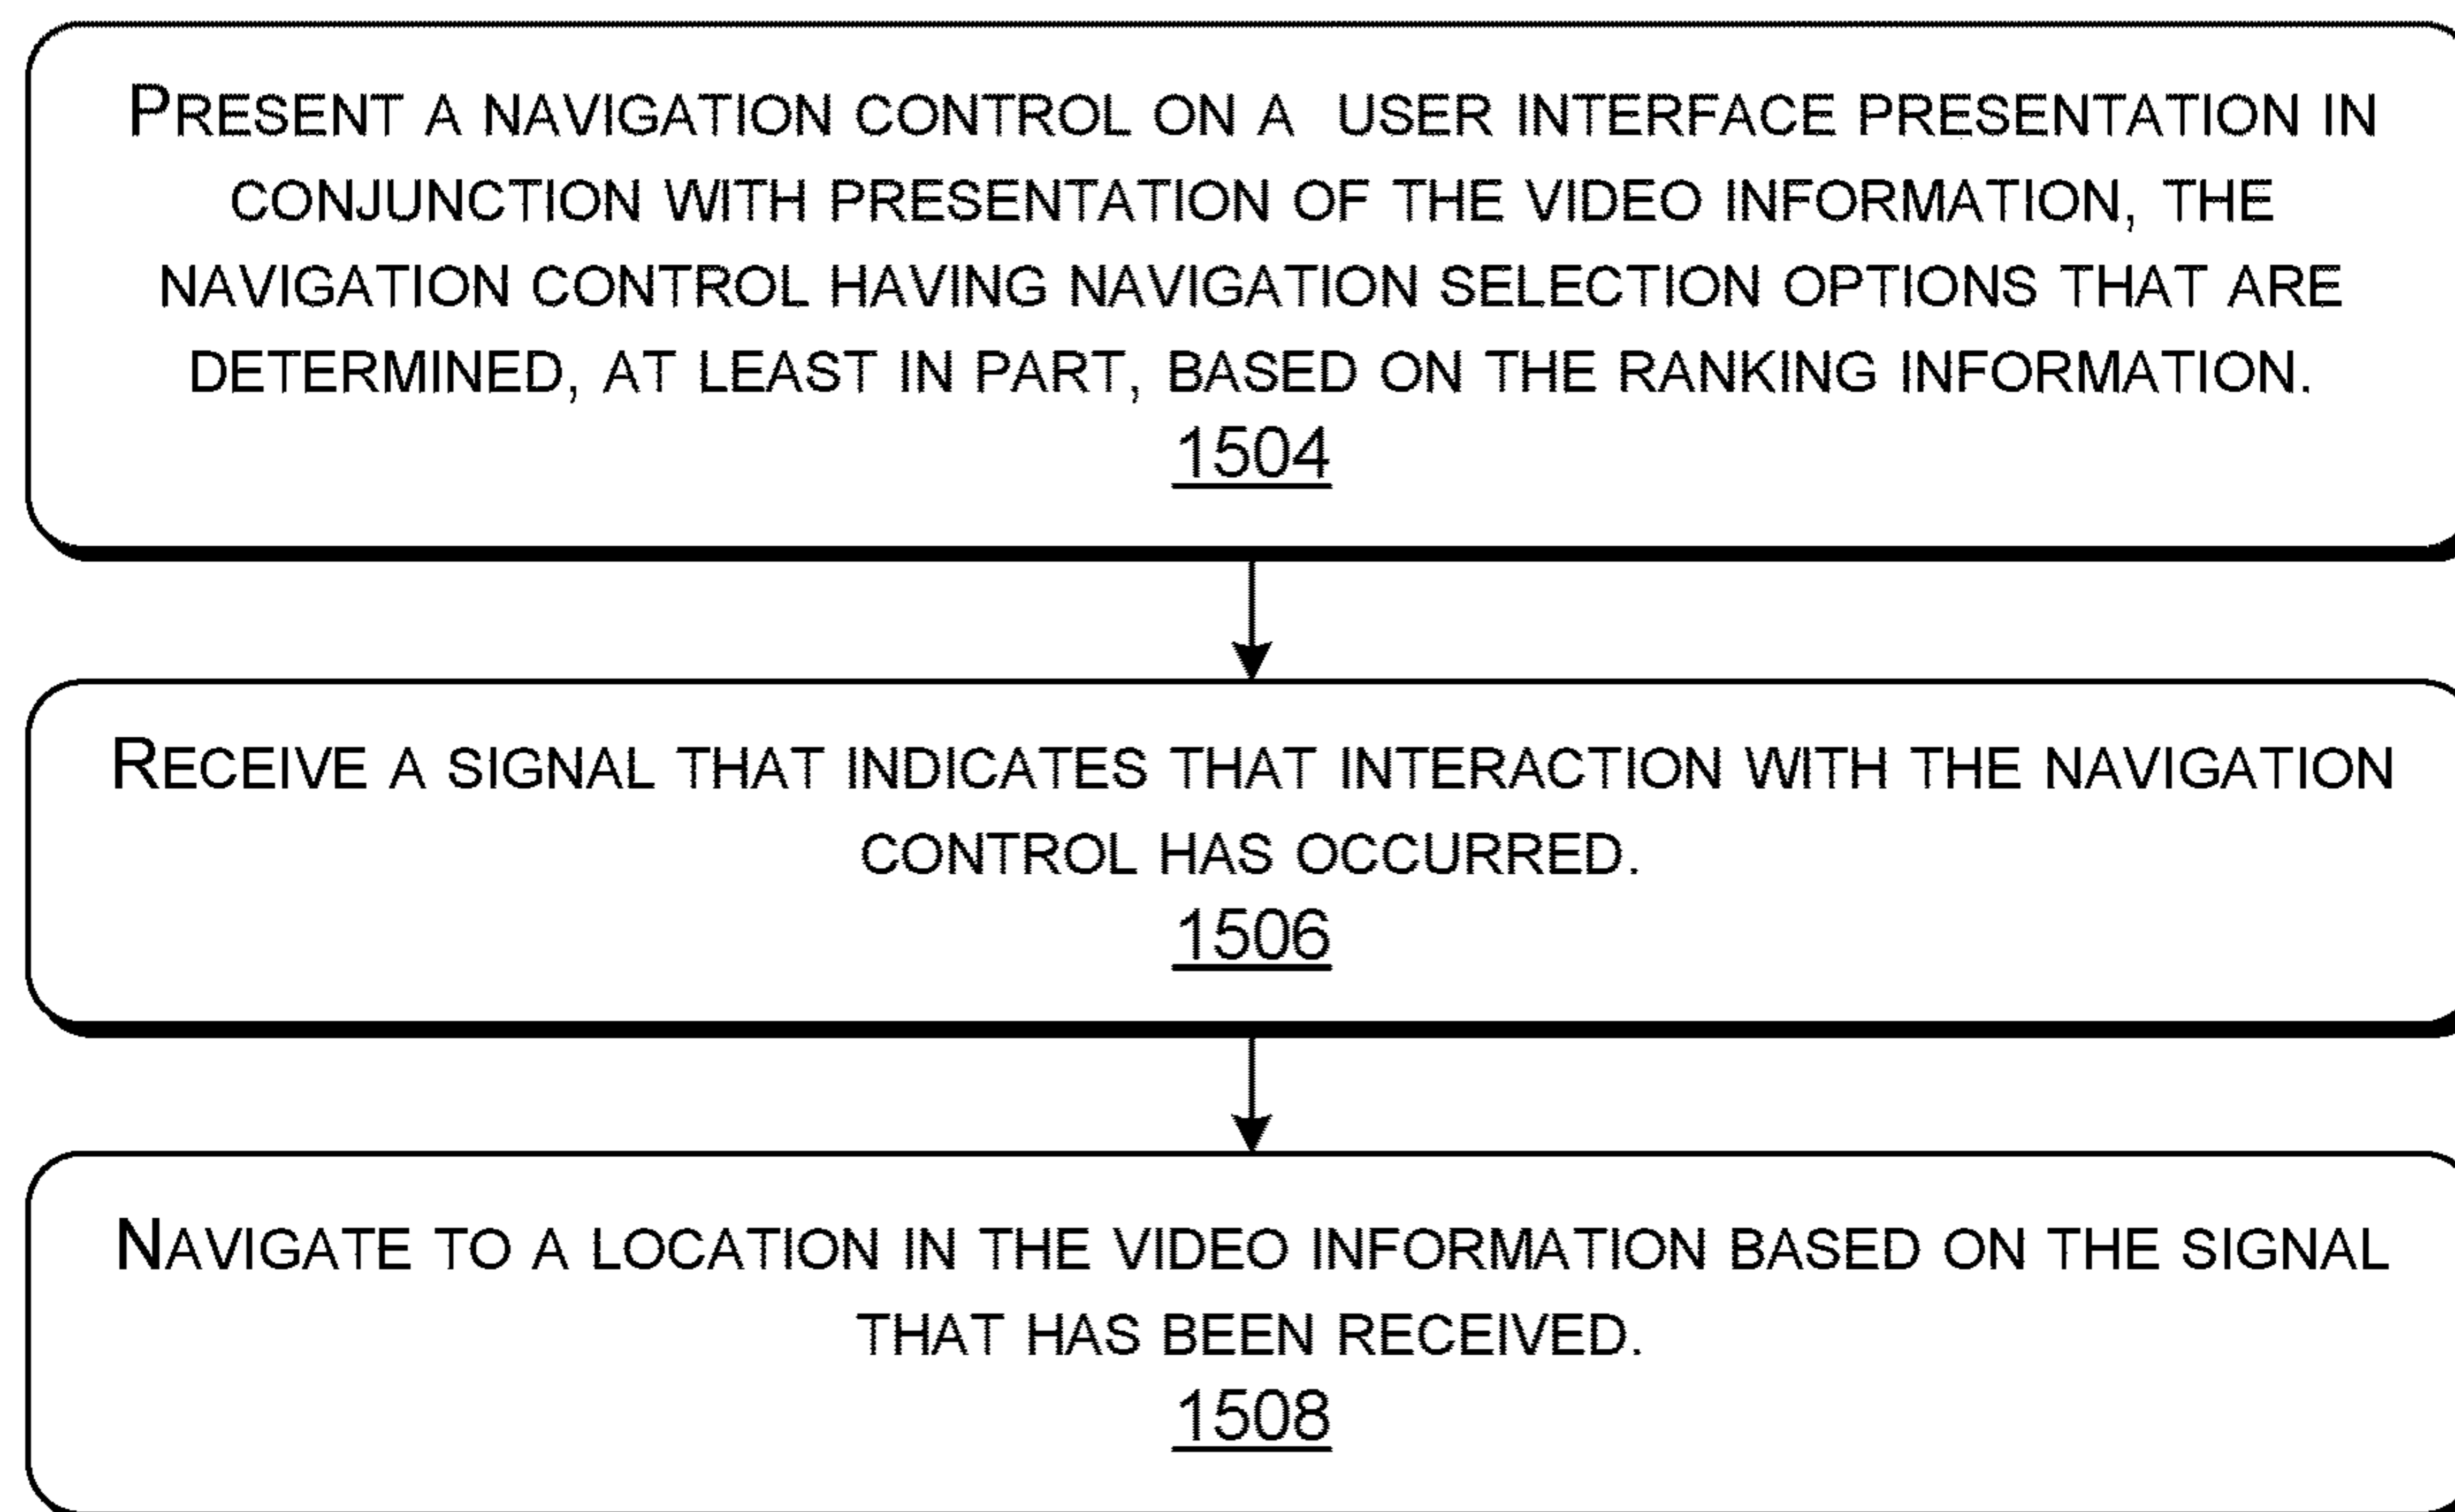 PRESENT A NAVIGATION CONTROL ON A USER INTERFACE PRESENTATION IN
CONJUNCTION WITH PRESENTATION OF THE VIDEO INFORMATION, THE
NAVIGATION CONTROL HAVING NAVIGATION SELECTION OPTIONS THAT ARE
DETERMINED, AT LEAST IN PART, BASED ON THE RANKING INFORMATION.
1504
RECEIVE A SIGNAL THAT INDICATES THAT INTERACTION WITH THE NAVIGATION
CONTROL HAS OCCURRED.
1506
NAVIGATE TO A LOCATION IN THE VIDEO INFORMATION BASED ON THE SIGNAL
THAT HAS BEEN RECEIVED.
1508